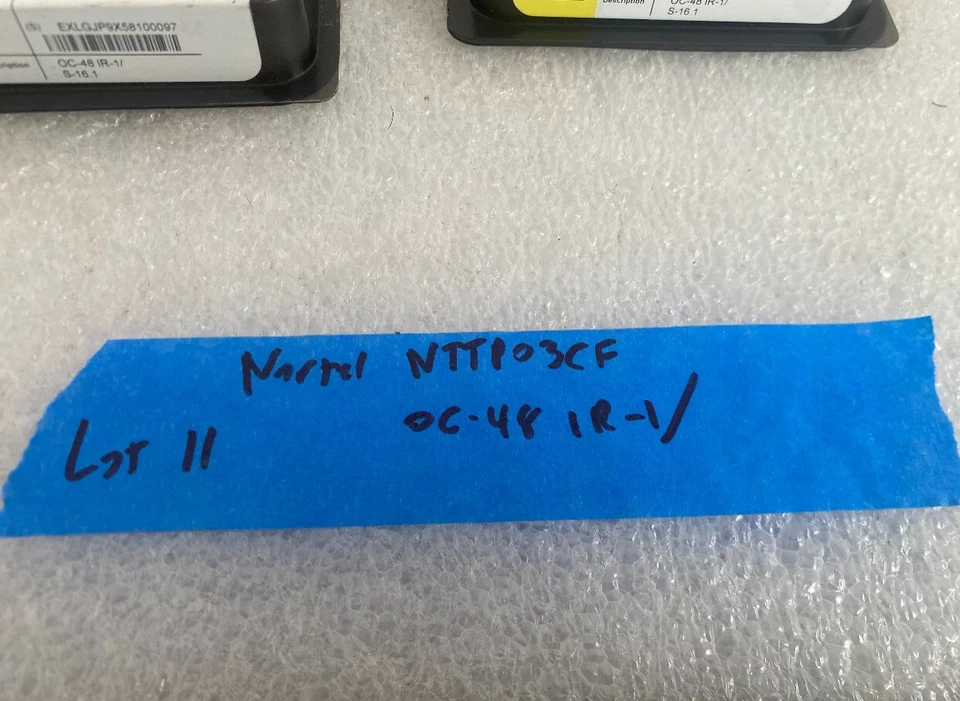 (S) EXLGJP9X58100097
OC-48 IR-1/
S-16.1
Description OC-48 IR-1/
S-16.1
Nortel NTTP03CF
OC-48 IR-1/
Lot 11